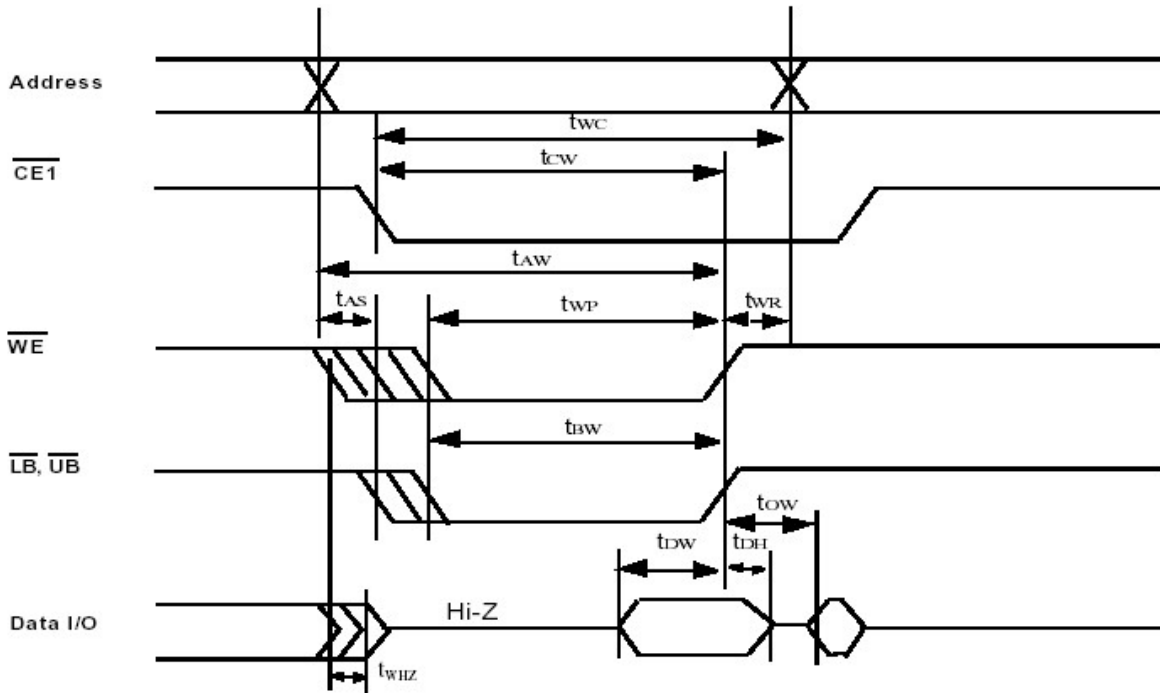 Address
tWC
CE1
tCW
tAW
tAS
tWP
tWR
WE
tBW
LB, UB
tOW
tDW
tDH
Data I/O
Hi-Z
tWHZ